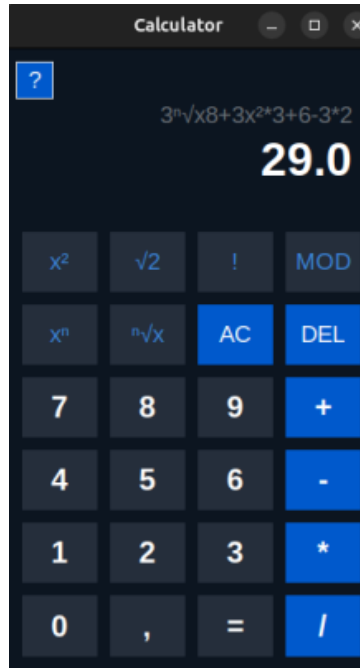 Calculator
?
3ⁿ√x8+3x²*3+6-3*2
29.0
x² √2 ! MOD
xⁿ ⁿ√x AC DEL
7 8 9 +
4 5 6 -
1 2 3 *
0 , = /